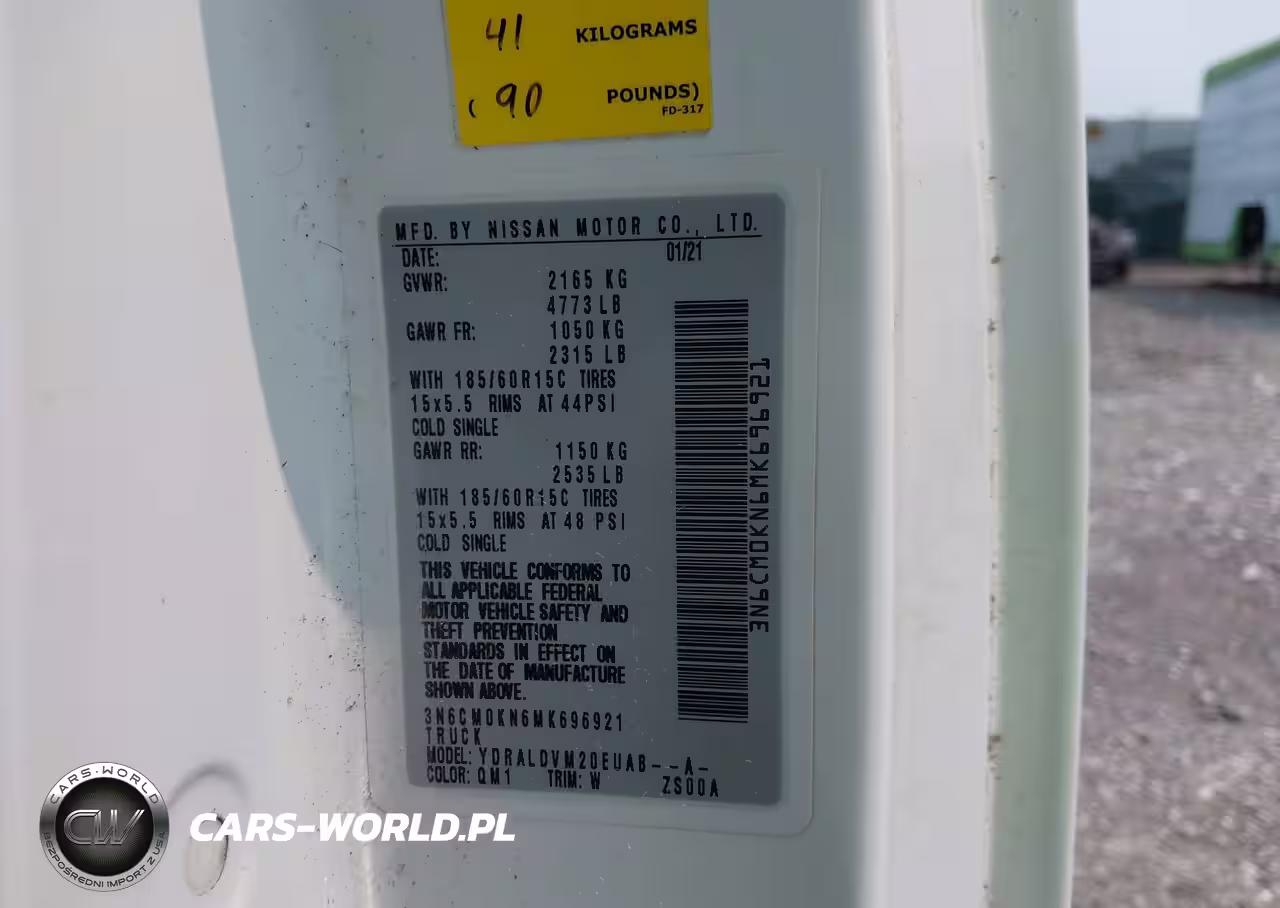 41 KILOGRAMS
( 90 POUNDS)
FD-317
MFD. BY NISSAN MOTOR CO., LTD.
DATE: 01/21
GVWR: 2165 KG
4773 LB
GAWR FR: 1050 KG
2315 LB
WITH 185/60R15C TIRES
15x5.5 RIMS AT 44PSI
COLD SINGLE
GAWR RR: 1150 KG
2535 LB
WITH 185/60R15C TIRES
15x5.5 RIMS AT 48 PSI
COLD SINGLE
THIS VEHICLE CONFORMS TO
ALL APPLICABLE FEDERAL
MOTOR VEHICLE SAFETY AND
THEFT PREVENTION
STANDARDS IN EFFECT ON
THE DATE OF MANUFACTURE
SHOWN ABOVE.
3N6CM0KN6MK696921
TRUCK
MODEL: YDRALDVM20EUAB--A-
COLOR: QM1 TRIM: W ZS00A
3N6CM0KN6MK696921
CARS-WORLD
CW
BEZPOŚREDNI IMPORT Z USA
CARS-WORLD.PL